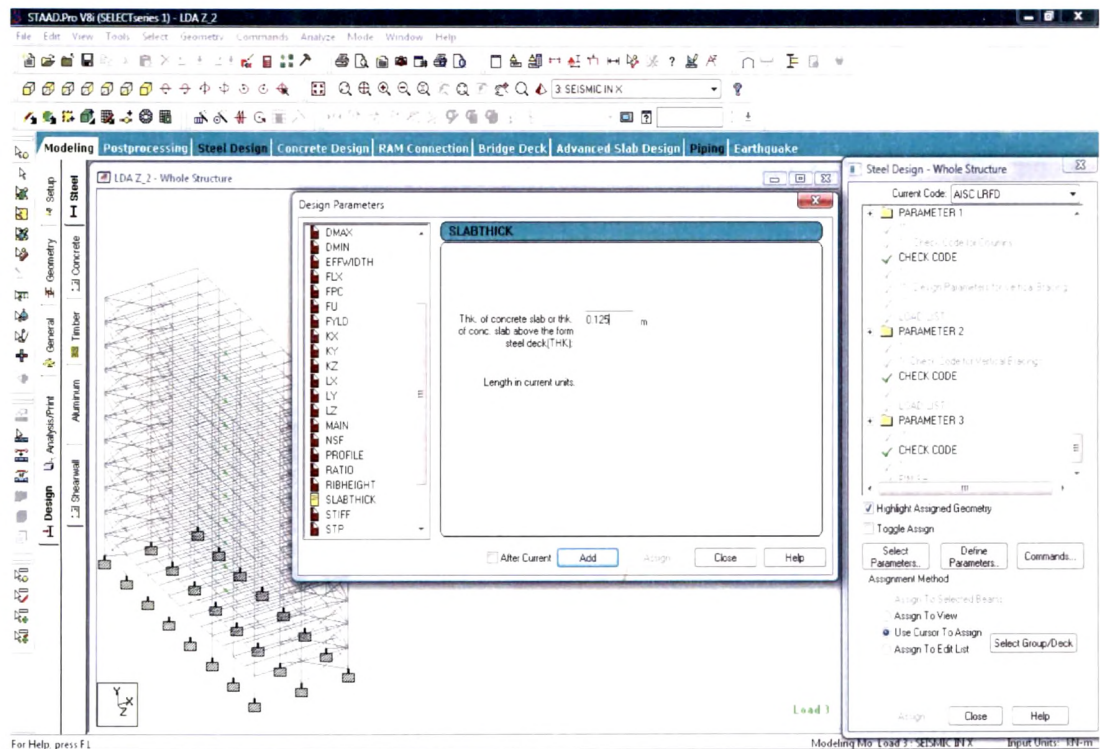 STAAD.Pro V8i (SELECTseries 1) - LDA Z_2
File Edit View Tools Select Geometry Commands Analyze Mode Window Help
3: SEISMIC IN X
Modeling Postprocessing Steel Design Concrete Design RAM Connection Bridge Deck Advanced Slab Design Piping Earthquake
Setup
Geometry
General
Analysis/Print
Design
Steel
Concrete
Timber
Aluminum
Shearwall
LDA Z_2 - Whole Structure
Design Parameters
DMAX
DMIN
EFFWIDTH
FLX
FPC
FU
FYLD
KX
KY
KZ
LX
LY
LZ
MAIN
NSF
PROFILE
RATIO
RIBHEIGHT
SLABTHICK
STIFF
STP
SLABTHICK
Thk. of concrete slab or thk.
of conc. slab above the form
steel deck(THK):
0.125 m
Length in current units.
After Current Add Assign Close Help
Y
X
Z
Load 3
Steel Design - Whole Structure
Current Code: AISC LRFD
PARAMETER 1
CHECK CODE
LOAD LIST
PARAMETER 2
CHECK CODE
LOAD LIST
PARAMETER 3
CHECK CODE
Highlight Assigned Geometry
Toggle Assign
Select Parameters...
Define Parameters...
Commands...
Assignment Method
Assign To Selected Beams
Assign To View
Use Cursor To Assign
Assign To Edit List
Select Group/Deck
Assign Close Help
For Help, press F1
Modeling Mo Load 3 : SEISMIC IN X Input Units: kN-m